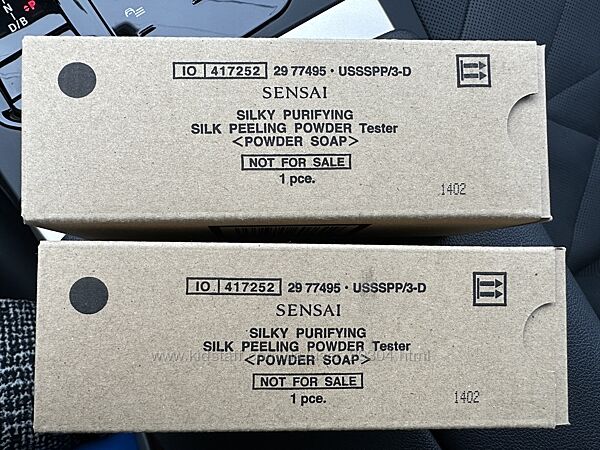 P
D/B
IO 417252 29 77495 • USSSPP/3-D
SENSAI
SILKY PURIFYING
SILK PEELING POWDER Tester
<POWDER SOAP>
NOT FOR SALE
1 pce.
1402
IO 417252 29 77495 • USSSPP/3-D
SENSAI
SILKY PURIFYING
SILK PEELING POWDER Tester
<POWDER SOAP>
NOT FOR SALE
1 pce.
1402